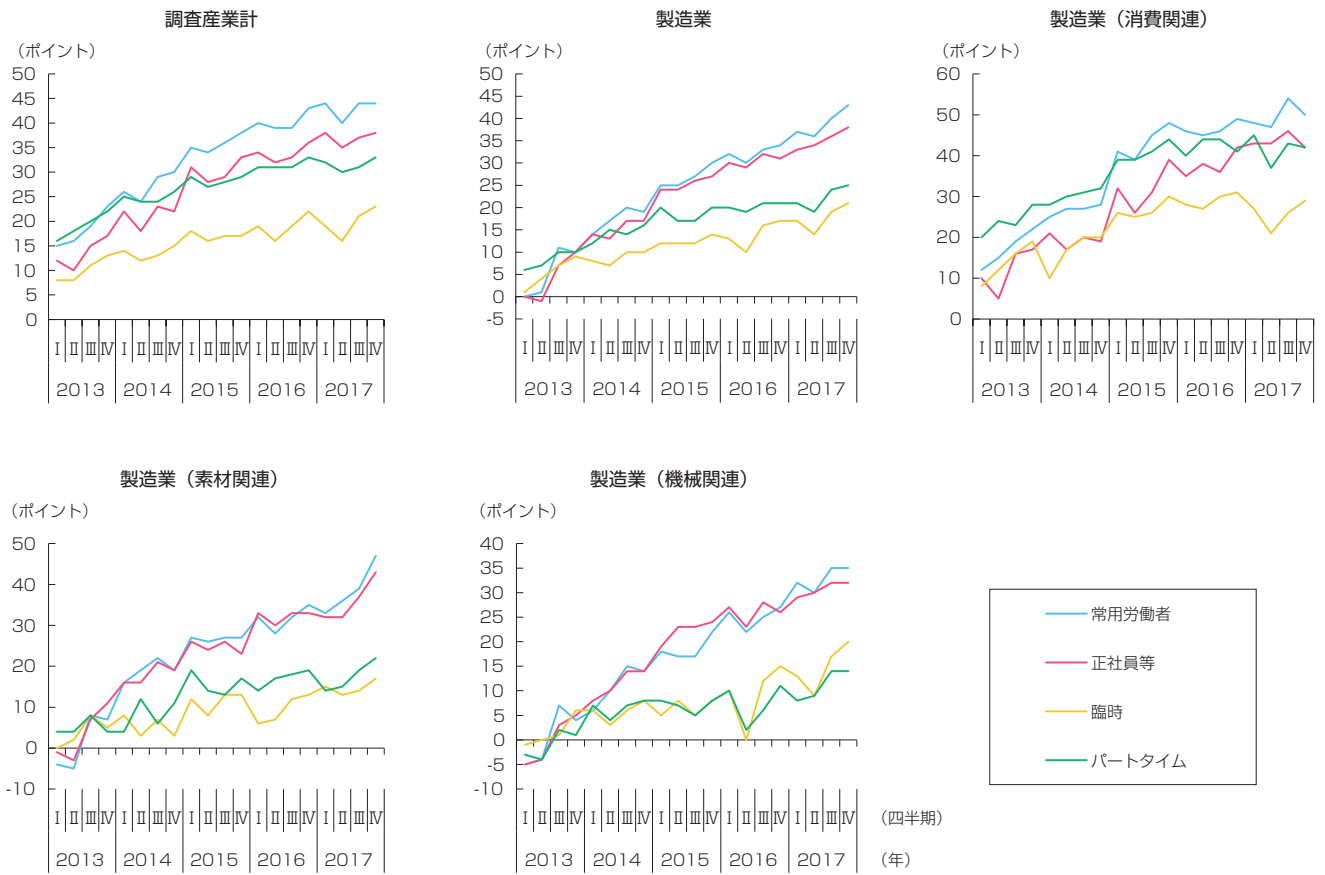 調査産業計
（ポイント）
50
45
40
35
30
25
20
15
10
5
0
Ⅰ Ⅱ Ⅲ Ⅳ Ⅰ Ⅱ Ⅲ Ⅳ Ⅰ Ⅱ Ⅲ Ⅳ Ⅰ Ⅱ Ⅲ Ⅳ Ⅰ Ⅱ Ⅲ Ⅳ
2013 2014 2015 2016 2017
製造業
（ポイント）
50
45
40
35
30
25
20
15
10
5
0
-5
Ⅰ Ⅱ Ⅲ Ⅳ Ⅰ Ⅱ Ⅲ Ⅳ Ⅰ Ⅱ Ⅲ Ⅳ Ⅰ Ⅱ Ⅲ Ⅳ Ⅰ Ⅱ Ⅲ Ⅳ
2013 2014 2015 2016 2017
製造業（消費関連）
（ポイント）
60
50
40
30
20
10
0
Ⅰ Ⅱ Ⅲ Ⅳ Ⅰ Ⅱ Ⅲ Ⅳ Ⅰ Ⅱ Ⅲ Ⅳ Ⅰ Ⅱ Ⅲ Ⅳ Ⅰ Ⅱ Ⅲ Ⅳ
2013 2014 2015 2016 2017
製造業（素材関連）
（ポイント）
50
40
30
20
10
0
-10
Ⅰ Ⅱ Ⅲ Ⅳ Ⅰ Ⅱ Ⅲ Ⅳ Ⅰ Ⅱ Ⅲ Ⅳ Ⅰ Ⅱ Ⅲ Ⅳ Ⅰ Ⅱ Ⅲ Ⅳ
2013 2014 2015 2016 2017
製造業（機械関連）
（ポイント）
40
35
30
25
20
15
10
5
0
-5
-10
Ⅰ Ⅱ Ⅲ Ⅳ Ⅰ Ⅱ Ⅲ Ⅳ Ⅰ Ⅱ Ⅲ Ⅳ Ⅰ Ⅱ Ⅲ Ⅳ Ⅰ Ⅱ Ⅲ Ⅳ （四半期）
2013 2014 2015 2016 2017 （年）
常用労働者
正社員等
臨時
パートタイム